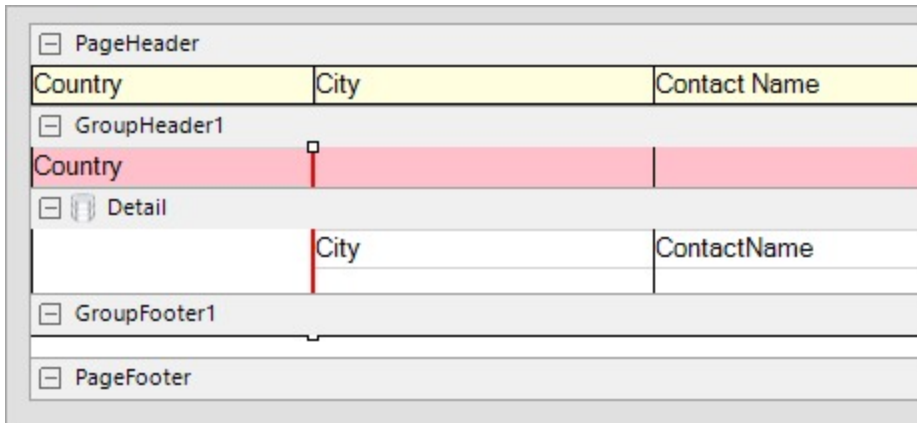 PageHeader
Country City Contact Name
GroupHeader1
Country
Detail
City ContactName
GroupFooter1
PageFooter